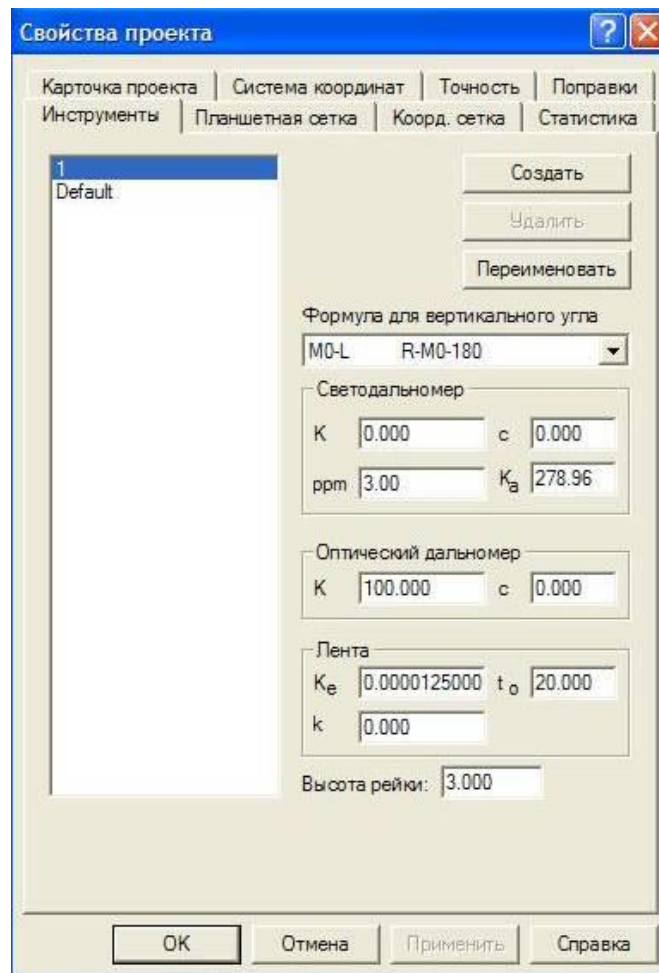 Свойства проекта
Карточка проекта Система координат Точность Поправки
Инструменты Планшетная сетка Коорд. сетка Статистика
1
Default
Создать
Удалить
Переименовать
Формула для вертикального угла
M0-L R-M0-180
Светодальномер
K 0.000 c 0.000
ppm 3.00 Ka 278.96
Оптический дальномер
K 100.000 c 0.000
Лента
Ke 0.0000125000 to 20.000
k 0.000
Высота рейки: 3.000
OK Отмена Применить Справка